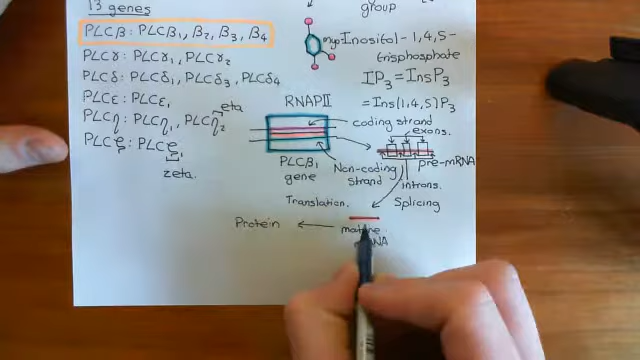 13 genes
PLCβ: PLCβ1, β2, β3, β4
PLCγ: PLCγ1, PLCγ2
PLCδ: PLCδ1, PLCδ3, PLCδ4
PLCε: PLCε1
eta
PLCη: PLCη1, PLCη2
PLCξ: PLCξ1
zeta.
group
myo Inositol-1,4,5-
trisphosphate
IP3 = InsP3
= Ins(1,4,5)P3
RNAPII
coding strand
exons.
PLCβ1
gene
Non-coding
strand
pre-mRNA
Introns.
Translation.
Splicing
Protein
mature